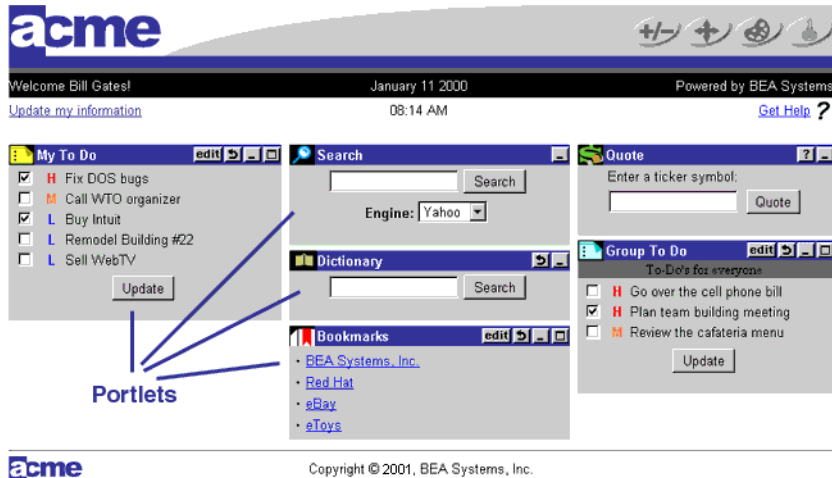 acme
+/-
Welcome Bill Gates! January 11 2000 Powered by BEA Systems
Update my information 08:14 AM Get Help ?
My To Do edit
H Fix DOS bugs
M Call WTO organizer
L Buy Intuit
L Remodel Building #22
L Sell WebTV
Update
Portlets
Search
Search
Engine: Yahoo
Dictionary
Search
Bookmarks edit
· BEA Systems, Inc.
· Red Hat
· eBay
· eToys
Quote ?
Enter a ticker symbol:
Quote
Group To Do edit
To-Do's for everyone
H Go over the cell phone bill
H Plan team building meeting
M Review the cafateria menu
Update
acme Copyright © 2001, BEA Systems, Inc.